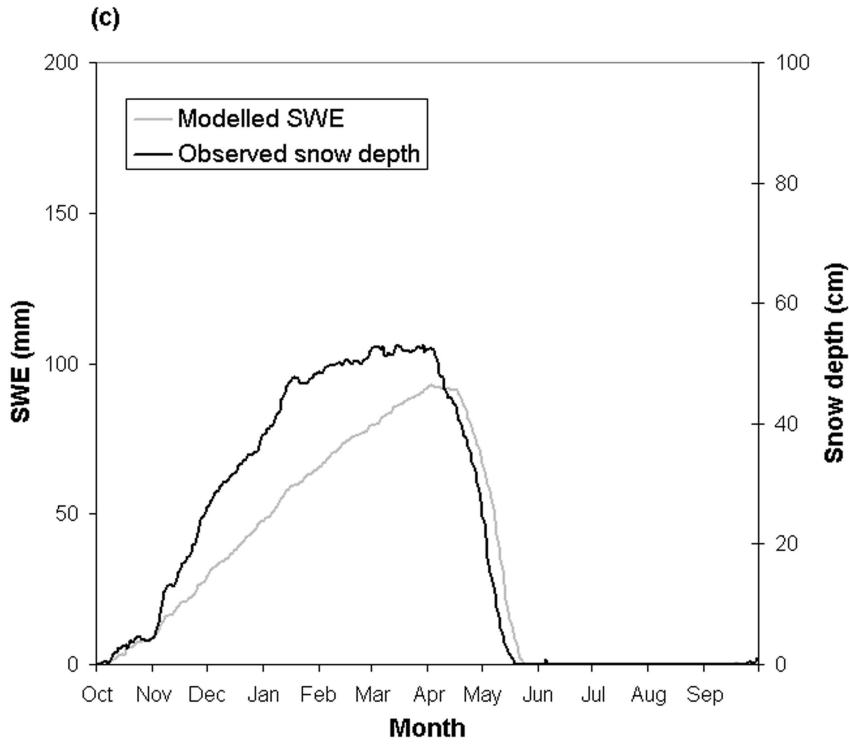 (c)
200
100
Modelled SWE
Observed snow depth
80
150
60
100
40
50
20
0
0
SWE (mm)
Snow depth (cm)
Oct Nov Dec Jan Feb Mar Apr May Jun Jul Aug Sep
Month